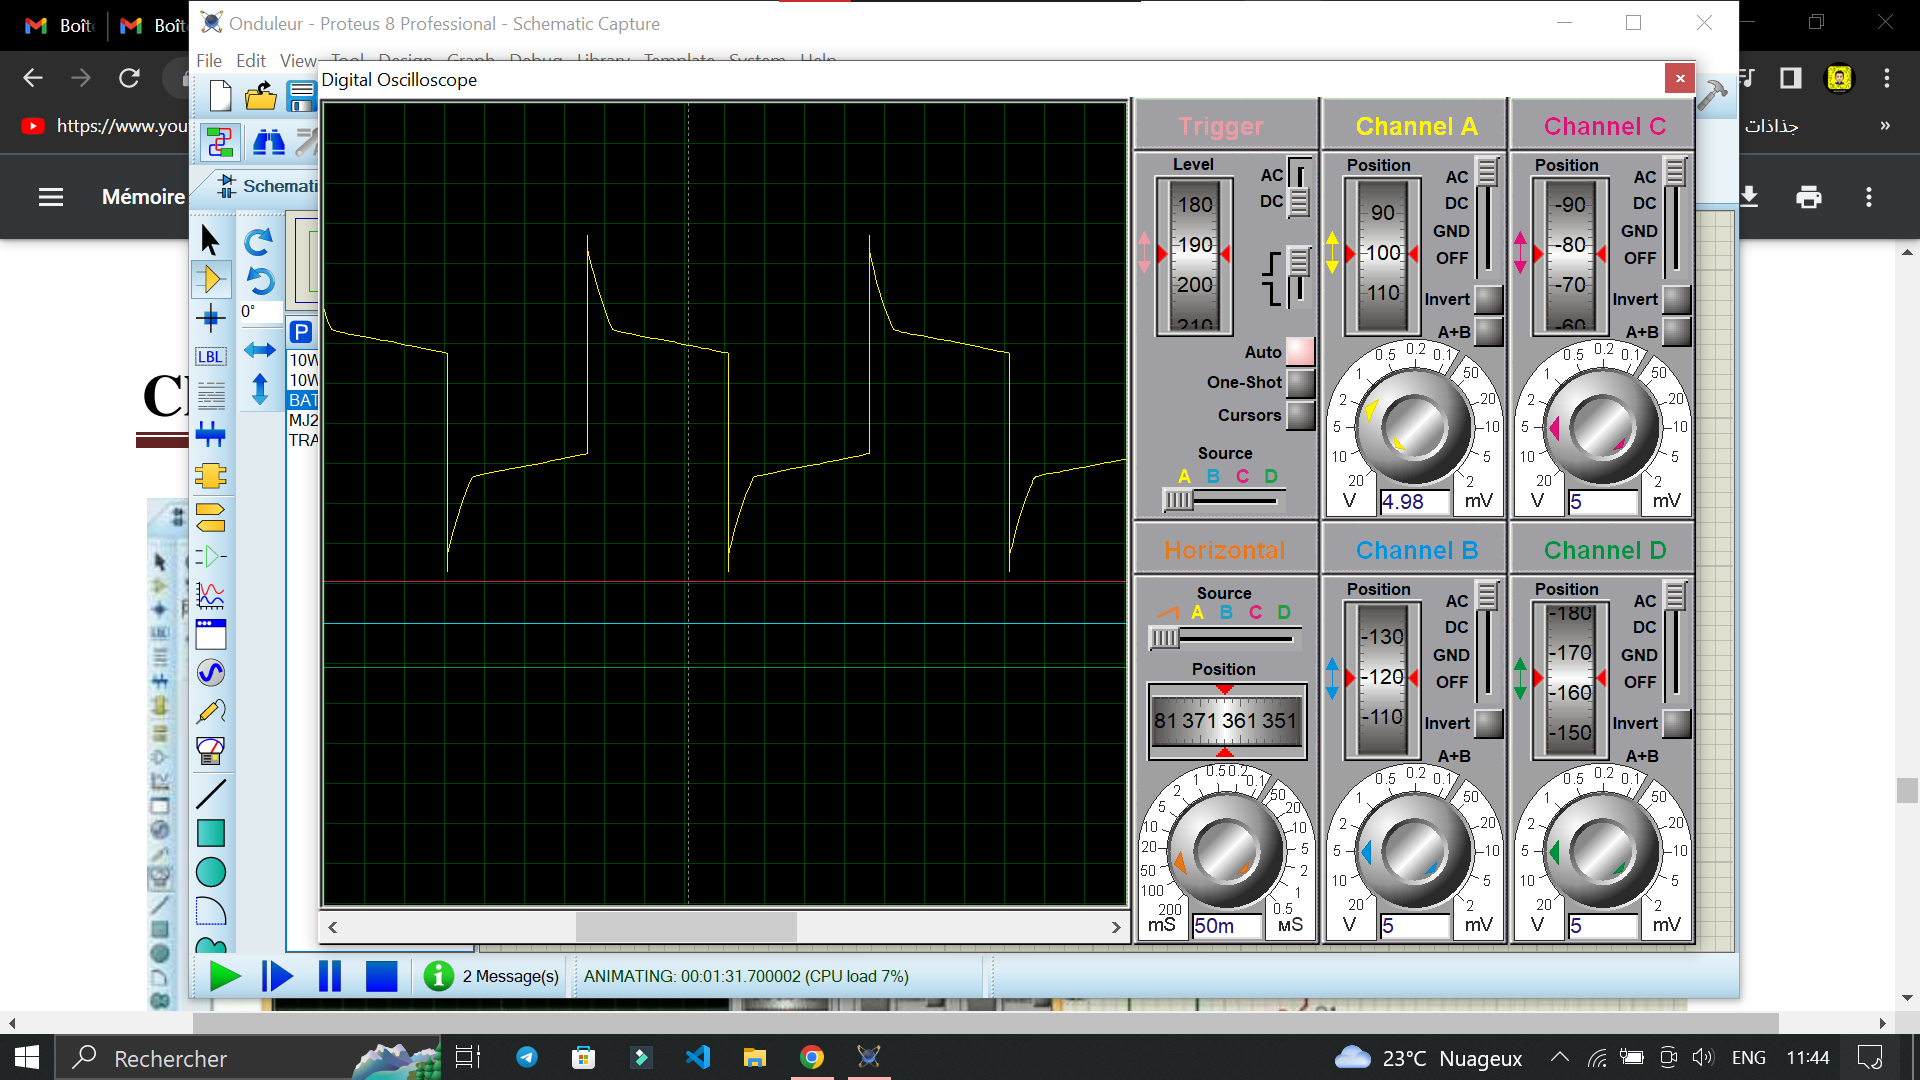 Boît
Boît
Onduleur - Proteus 8 Professional - Schematic Capture
File Edit View Tool Design Graph Debug Library Template System Help
Digital Oscilloscope
https://www.you
جذاذات
»
Mémoire
Schemati
0°
P
LBL
10W
10W
BAT
MJ2
TRA
Trigger
Level
180
190
200
210
AC
DC
Auto
One-Shot
Cursors
Source
A B C D
Channel A
Position
90
100
110
AC
DC
GND
OFF
Invert
A+B
0.5 0.2 0.1
1 50
2 20
5 10
10 5
20 2
V 4.98 mV
Channel C
Position
-90
-80
-70
-60
AC
DC
GND
OFF
Invert
A+B
0.5 0.2 0.1
1 50
2 20
5 10
10 5
20 2
V 5 mV
Horizontal
Source
A B C D
Position
81 371 361 351
1 0.5 0.2 0.1
2 50
5 20
10 10
20 5
50 2
100 1
200 0.5
mS 50m µS
Channel B
Position
-130
-120
-110
AC
DC
GND
OFF
Invert
A+B
0.5 0.2 0.1
1 50
2 20
5 10
10 5
20 2
V 5 mV
Channel D
Position
-180
-170
-160
-150
AC
DC
GND
OFF
Invert
A+B
0.5 0.2 0.1
1 50
2 20
5 10
10 5
20 2
V 5 mV
2 Message(s)
ANIMATING: 00:01:31.700002 (CPU load 7%)
Rechercher
23°C Nuageux
ENG
11:44